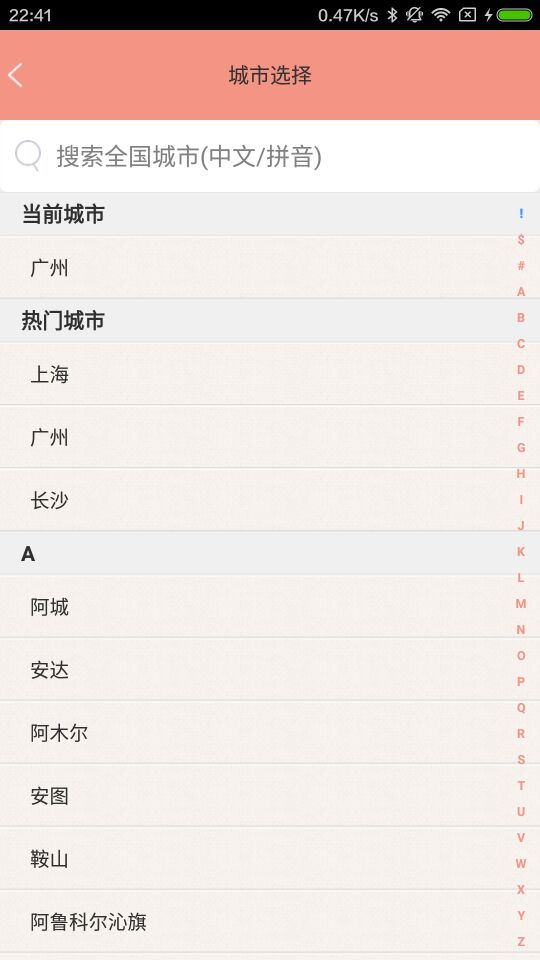 22:41 0.47K/s
城市选择
搜索全国城市(中文/拼音)
当前城市
广州
热门城市
上海
广州
长沙
A
阿城
安达
阿木尔
安图
鞍山
阿鲁科尔沁旗
!
$
#
A
B
C
D
E
F
G
H
I
J
K
L
M
N
O
P
Q
R
S
T
U
V
W
X
Y
Z